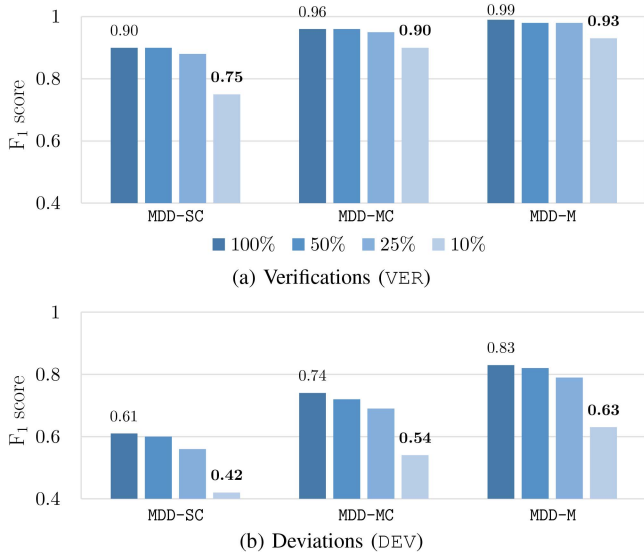 1
0.90
0.96
0.99
0.75
0.90
0.93
0.8
0.6
0.4
F1 score
MDD-SC MDD-MC MDD-M
100% 50% 25% 10%
(a) Verifications (VER)
1
0.8
0.6
0.4
F1 score
0.61
0.42
0.74
0.54
0.83
0.63
MDD-SC MDD-MC MDD-M
(b) Deviations (DEV)